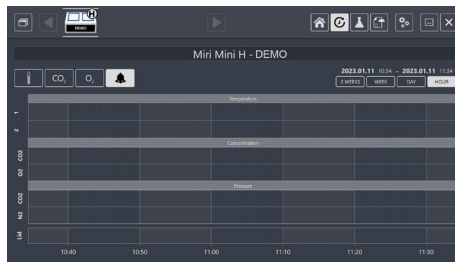 H
DEMO
Miri Mini H - DEMO
CO₂ O₂
2023.01.11 10:34 - 2023.01.11 11:34
2 WEEKS WEEK DAY HOUR
Temperature
1
2
Concentration
CO2
O2
Pressure
CO2
N2
Lid
10:40 10:50 11:00 11:10 11:20 11:30